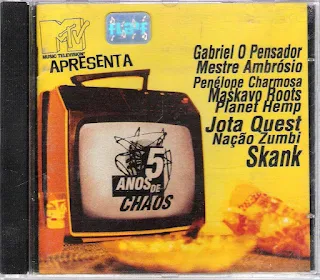 MTV
MUSIC TELEVISION
APRESENTA
Gabriel O Pensador
Mestre Ambrósio
Penélope Charmosa
Maskavo Roots
Planet Hemp
Jota Quest
Nação Zumbi
Skank
5
ANOS DE
CHAOS